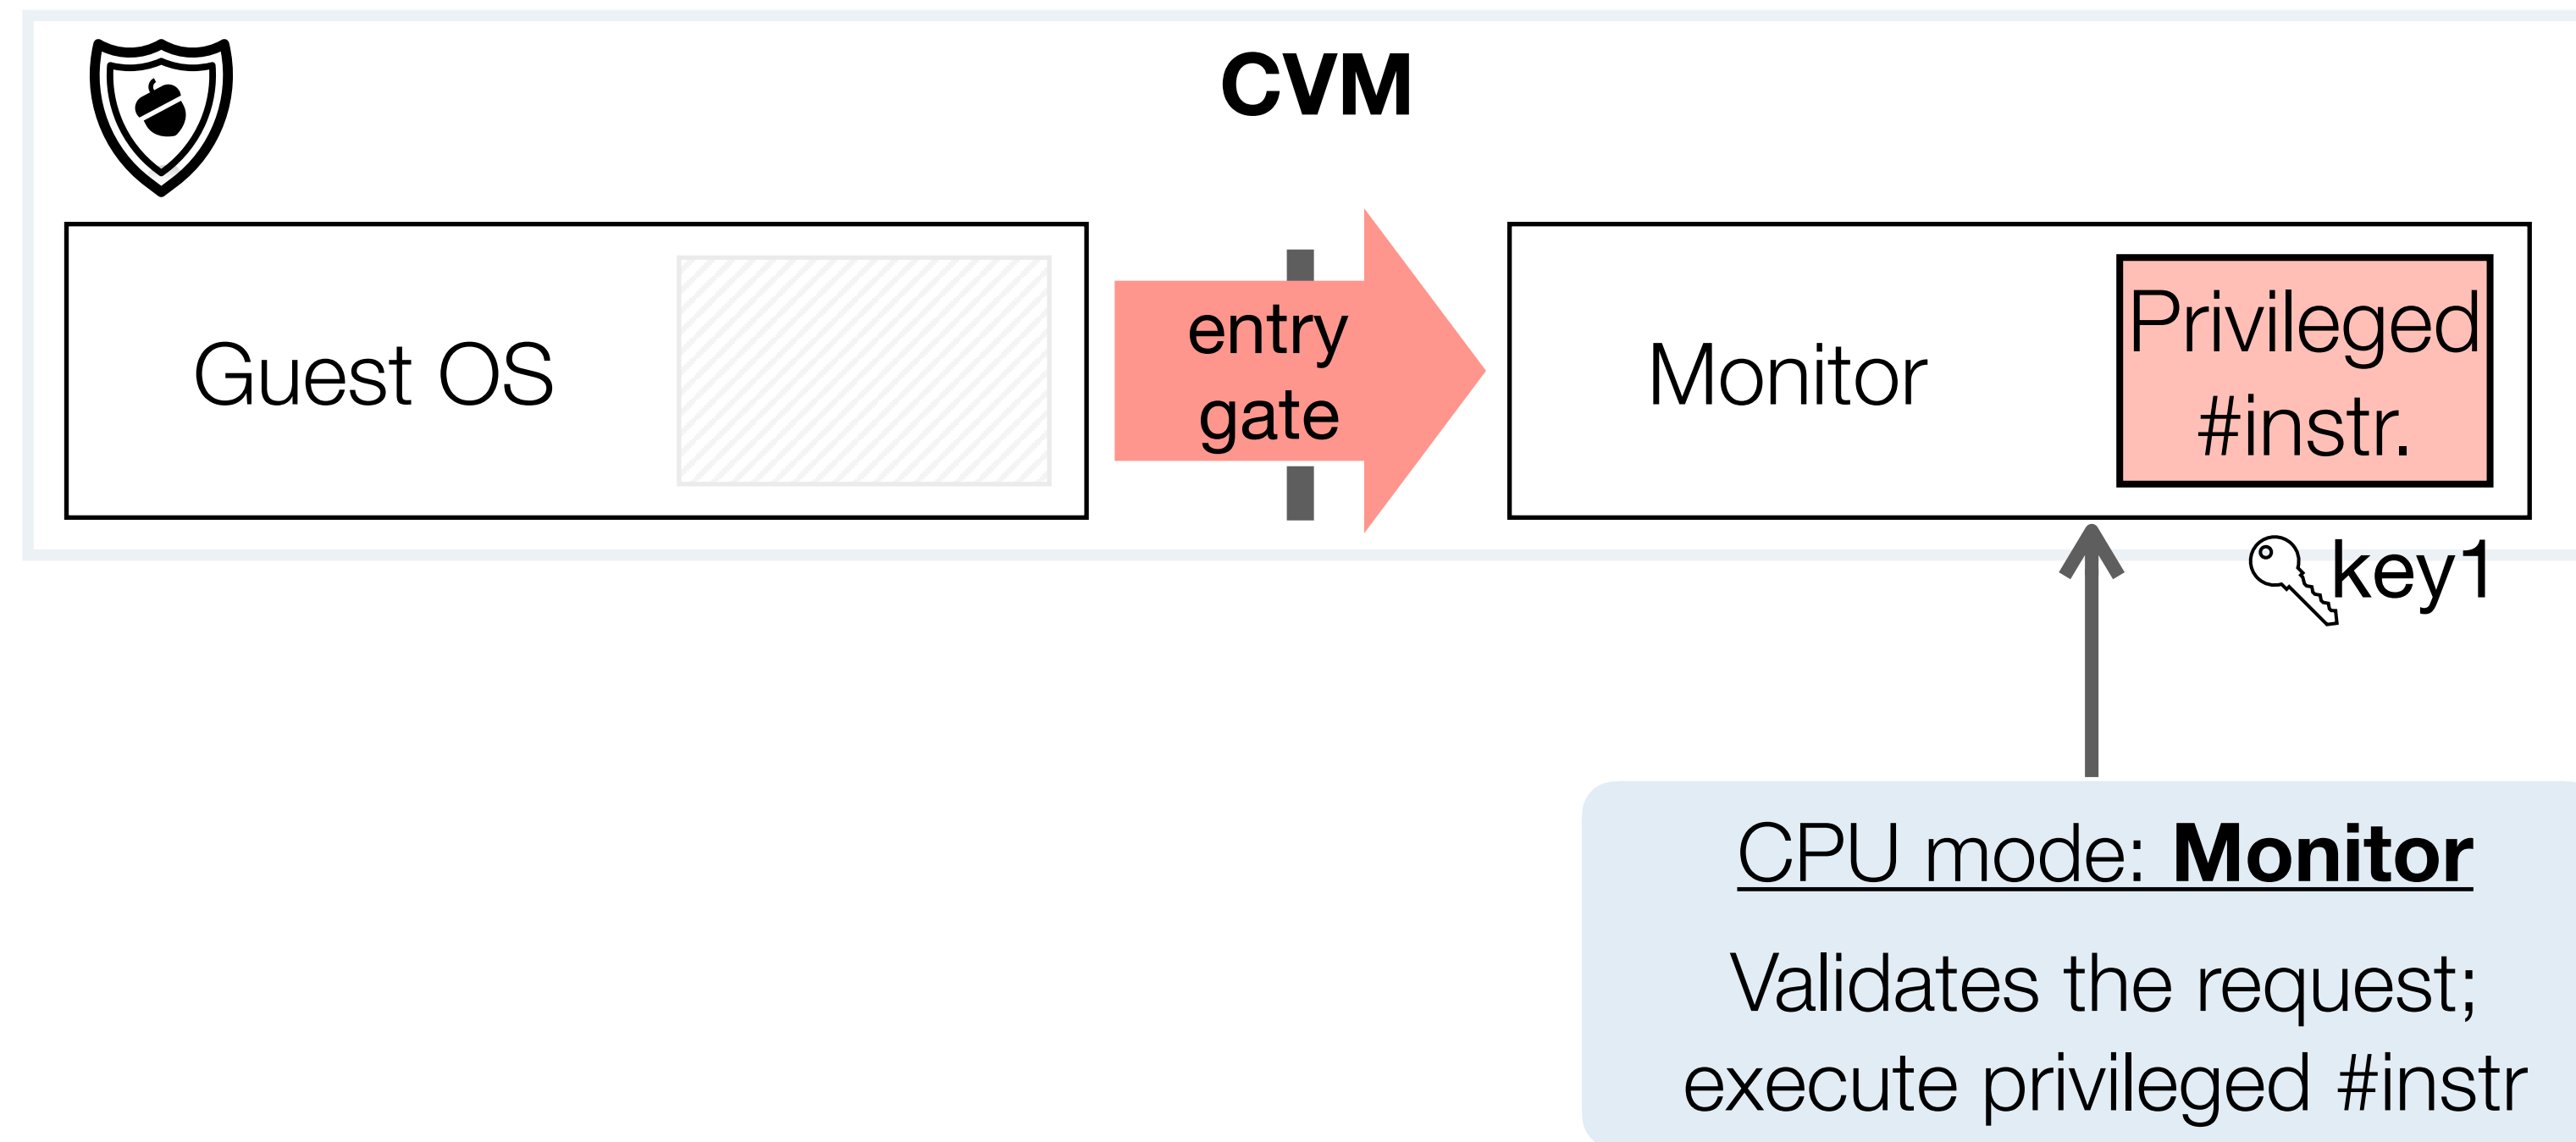 CVM
Guest OS
entry
gate
Monitor
Privileged
#instr.
key1
CPU mode: Monitor
Validates the request;
execute privileged #instr